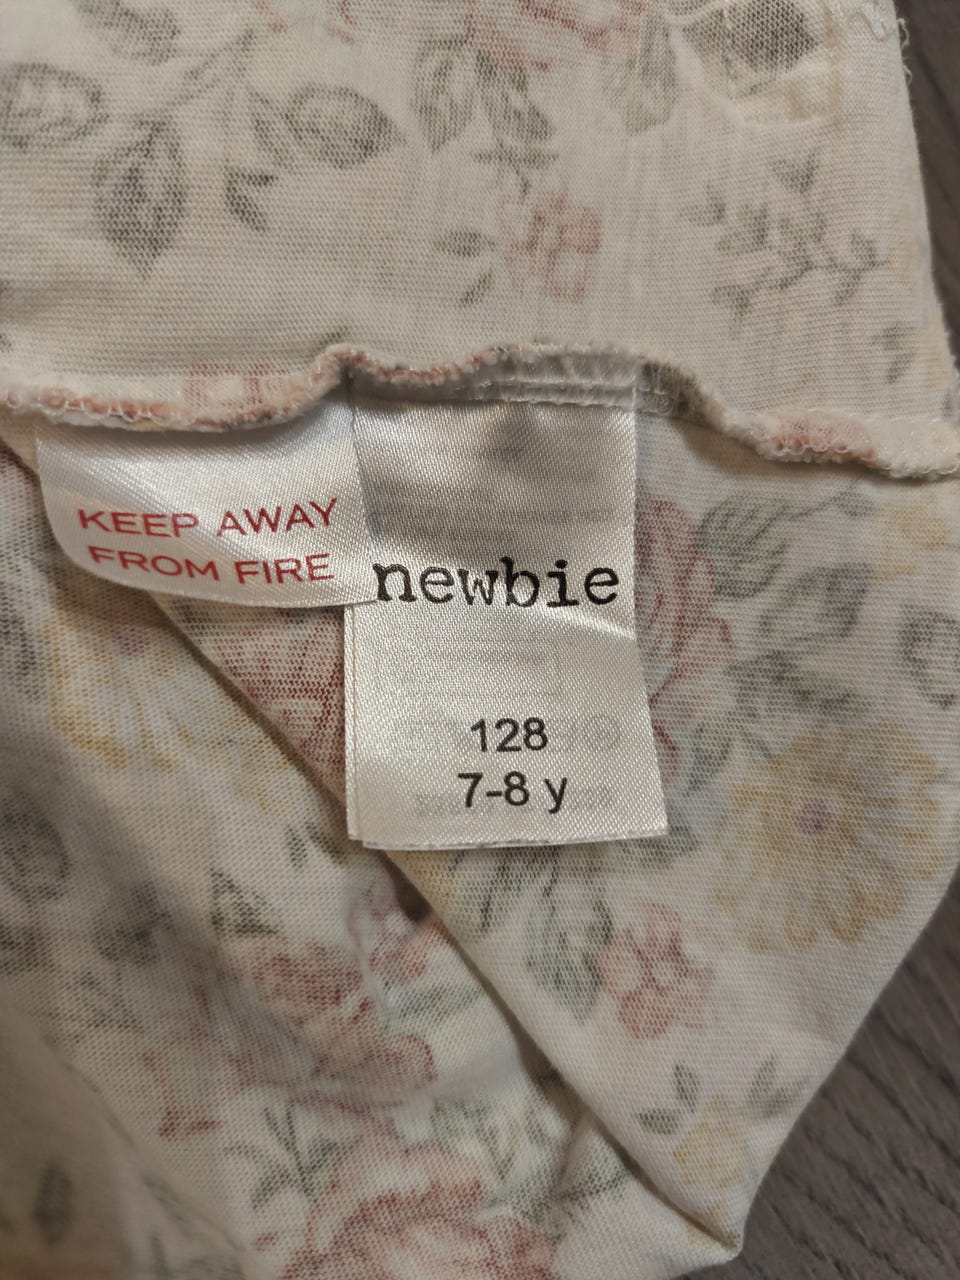 KEEP AWAY
FROM FIRE
newbie
128
7-8 y